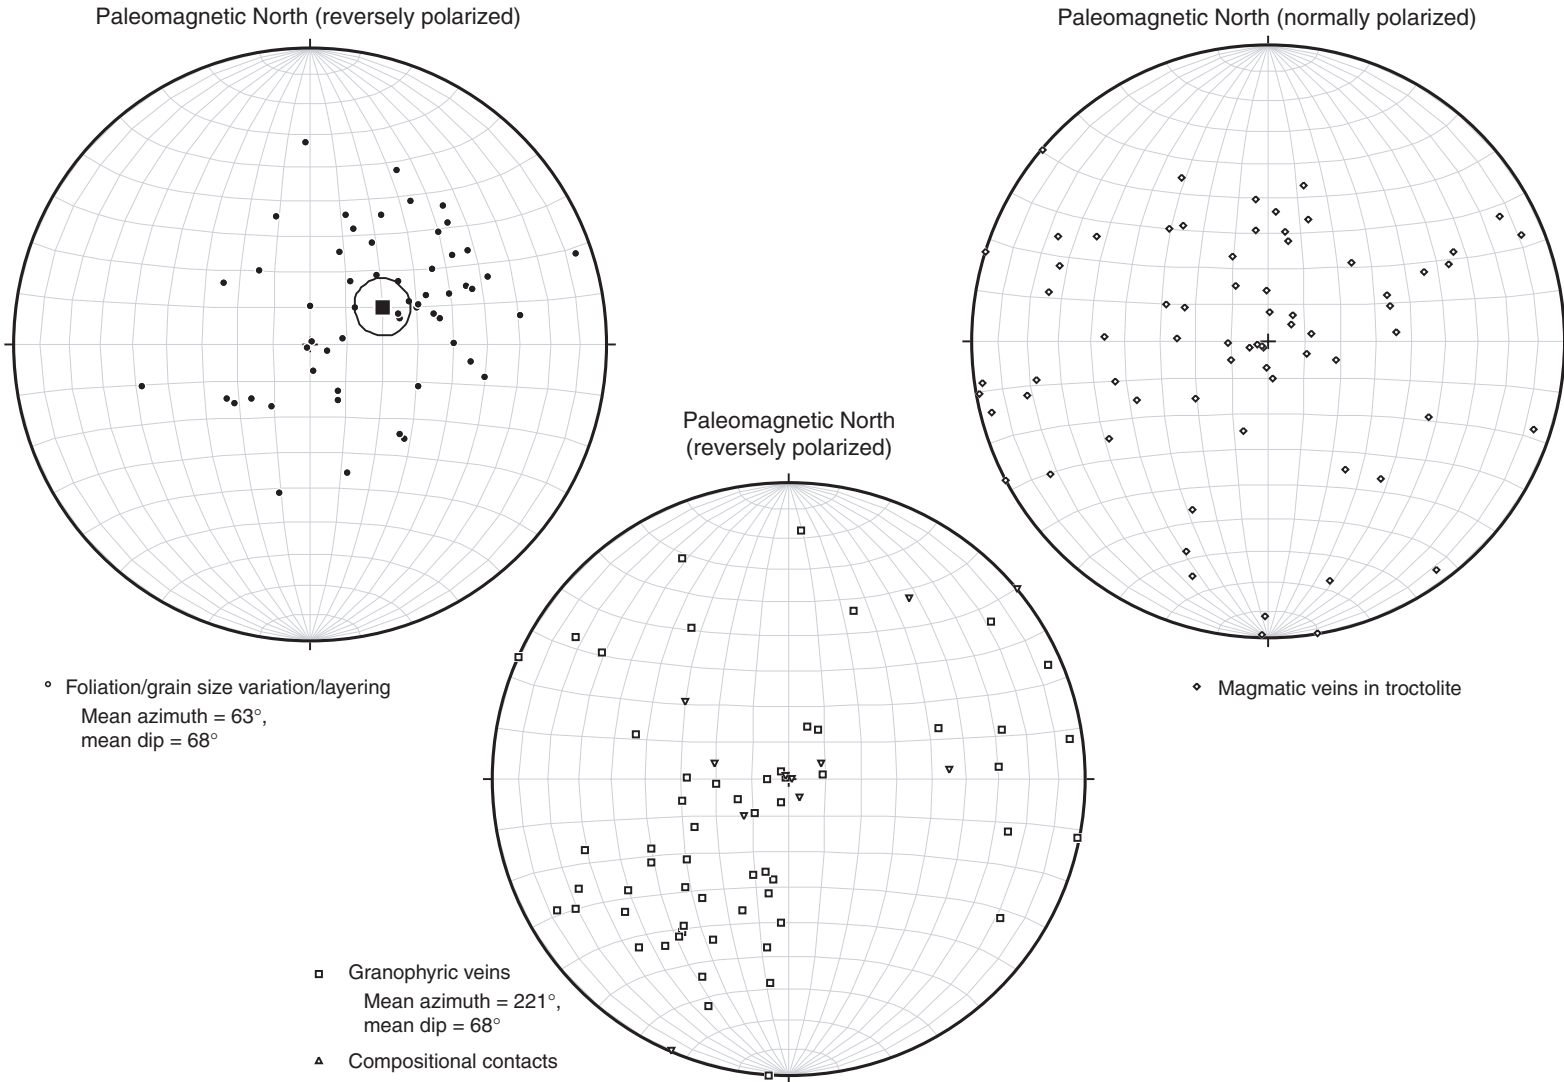 Paleomagnetic North (reversely polarized)
Paleomagnetic North (normally polarized)
Foliation/grain size variation/layering
Mean azimuth = 63°,
mean dip = 68°
Paleomagnetic North
(reversely polarized)
Magmatic veins in troctolite
Granophyric veins
Mean azimuth = 221°,
mean dip = 68°
Compositional contacts